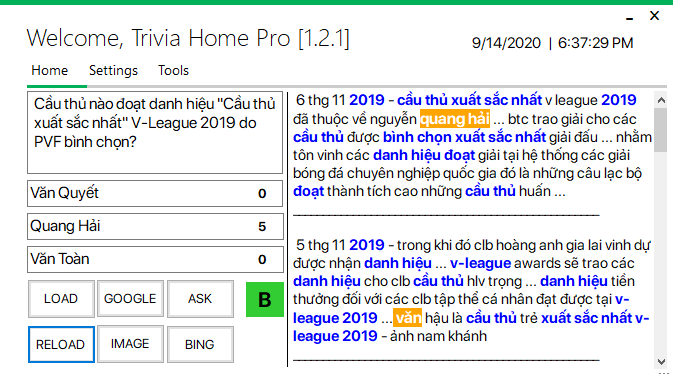 Welcome, Trivia Home Pro [1.2.1]
9/14/2020 | 6:37:29 PM
Home Settings Tools
Cầu thủ nào đoạt danh hiệu "Cầu thủ
xuất sắc nhất" V-League 2019 do
PVF bình chọn?
Văn Quyết 0
Quang Hải 5
Văn Toàn 0
LOAD GOOGLE ASK B
RELOAD IMAGE BING
6 thg 11 2019 - cầu thủ xuất sắc nhất v league 2019
đã thuộc về nguyễn quang hải ... btc trao giải cho các
cầu thủ được bình chọn xuất sắc nhất giải đấu ... nhằm
tôn vinh các danh hiệu đoạt giải tại hệ thống các giải
bóng đá chuyên nghiệp quốc gia đó là những câu lạc bộ
đoạt thành tích cao những cầu thủ huấn ...
5 thg 11 2019 - trong khi đó clb hoàng anh gia lai vinh dự
được nhận danh hiệu ... v-league awards sẽ trao các
danh hiệu cho clb cầu thủ hlv trọng ... danh hiệu tiền
thưởng đối với các clb tập thể cá nhân đạt được tại v-
league 2019 ... văn hậu là cầu thủ trẻ xuất sắc nhất v-
league 2019 - ảnh nam khánh